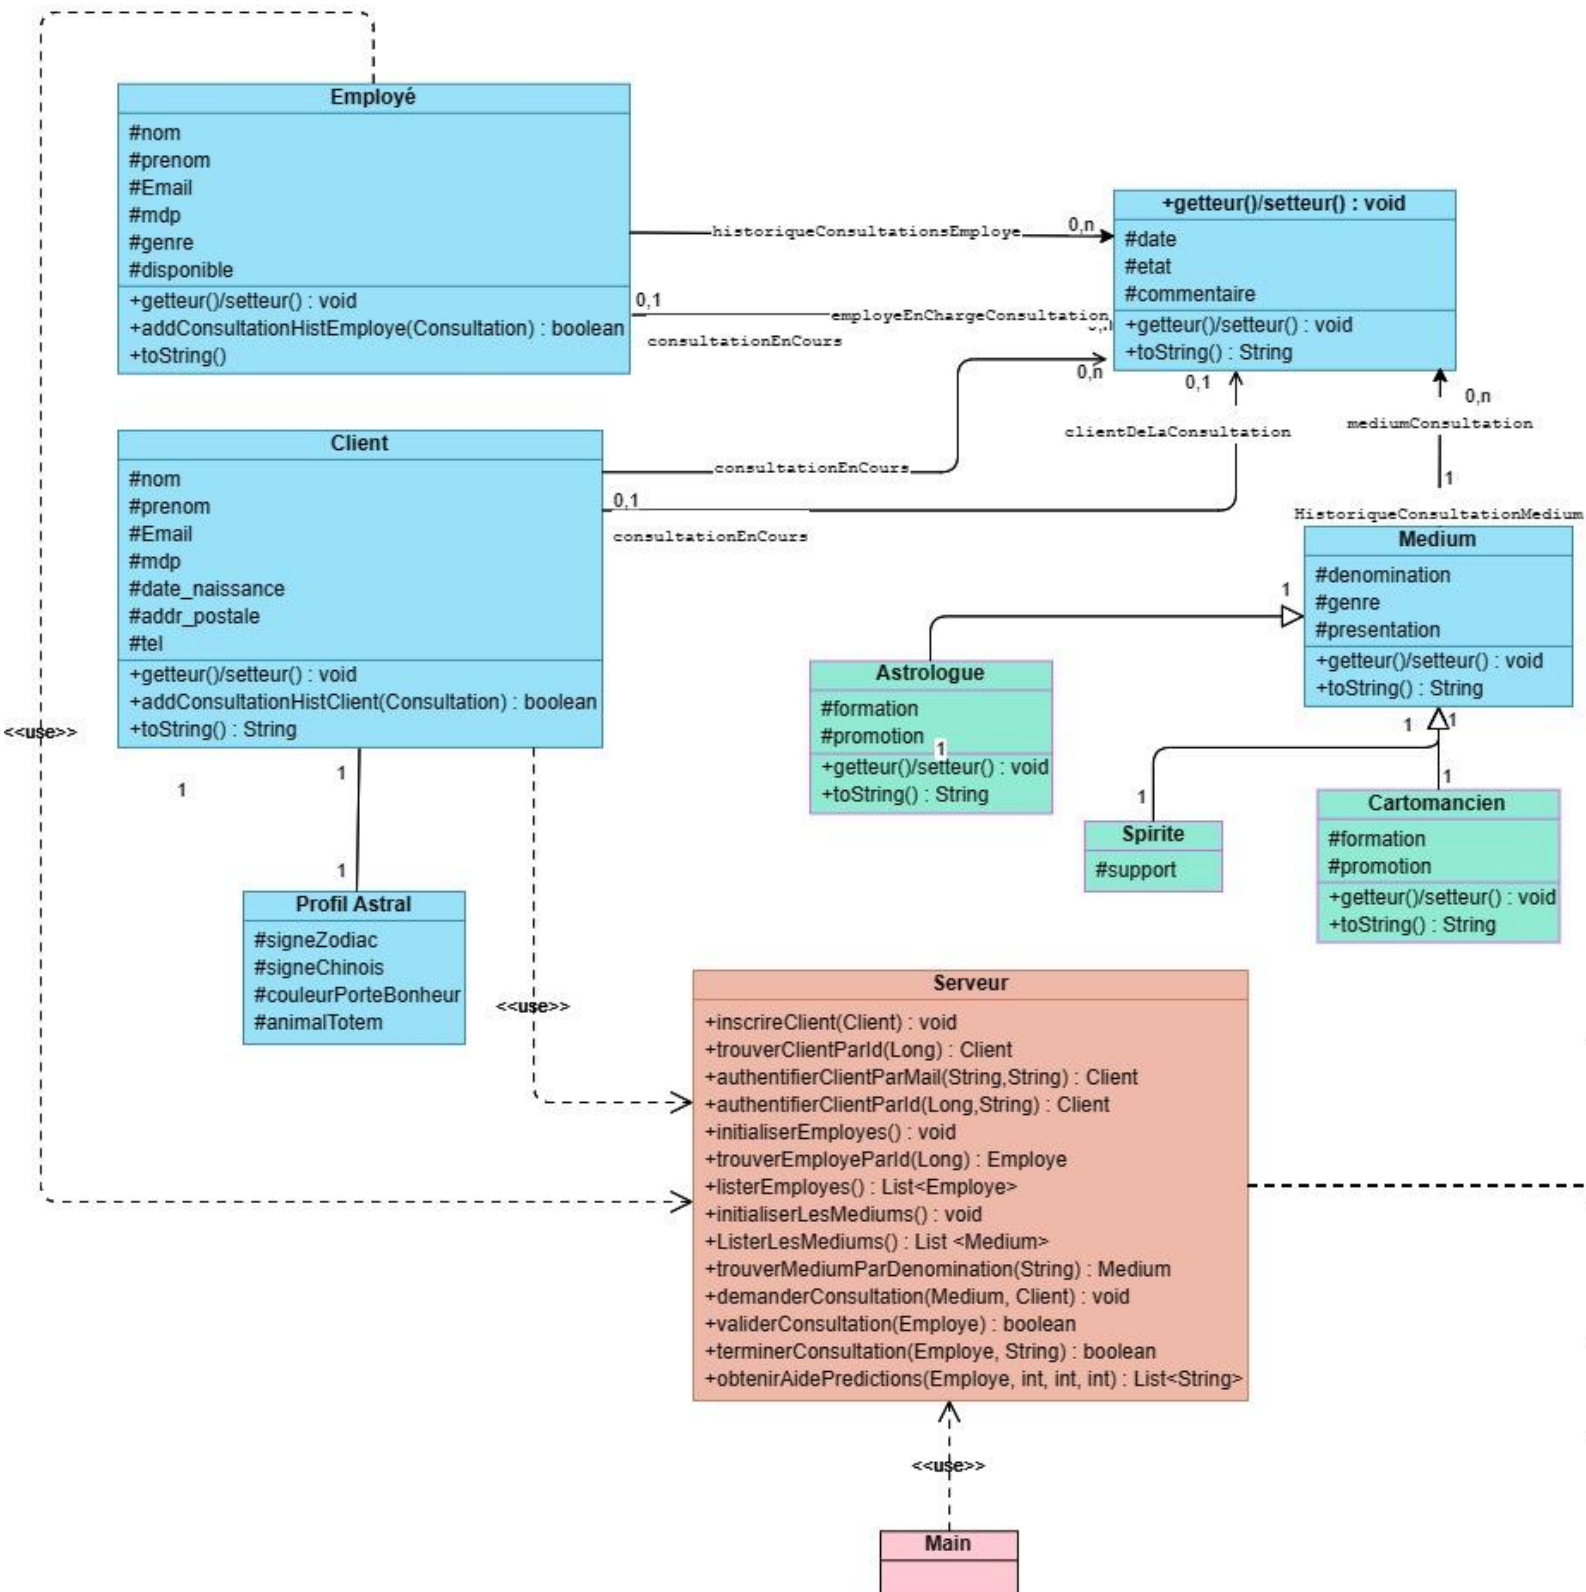 Employé
#nom
#prenom
#Email
#mdp
#genre
#disponible
+getteur()/setteur() : void
+addConsultationHistEmploye(Consultation) : boolean
+toString()
historiqueConsultationsEmploye
0,n
0,1
employeEnChargeConsultation
consultationEnCours
+getteur()/setteur() : void
#date
#etat
#commentaire
+getteur()/setteur() : void
+toString() : String
0,n
0,1
clientDeLaConsultation
0,n
mediumConsultation
1
HistoriqueConsultationMedium
Client
#nom
#prenom
#Email
#mdp
#date_naissance
#addr_postale
#tel
+getteur()/setteur() : void
+addConsultationHistClient(Consultation) : boolean
+toString() : String
consultationEnCours
0,1
consultationEnCours
Medium
#denomination
#genre
#presentation
+getteur()/setteur() : void
+toString() : String
1
Astrologue
#formation
#promotion
1
+getteur()/setteur() : void
+toString() : String
1
1
1
Spirite
#support
1
Cartomancien
#formation
#promotion
+getteur()/setteur() : void
+toString() : String
<<use>>
1
1
1
Profil Astral
#signeZodiac
#signeChinois
#couleurPorteBonheur
#animalTotem
<<use>>
Serveur
+inscrireClient(Client) : void
+trouverClientParId(Long) : Client
+authentifierClientParMail(String,String) : Client
+authentifierClientParId(Long,String) : Client
+initialiserEmployes() : void
+trouverEmployeParId(Long) : Employe
+listerEmployes() : List<Employe>
+initialiserLesMediums() : void
+ListerLesMediums() : List <Medium>
+trouverMediumParDenomination(String) : Medium
+demanderConsultation(Medium, Client) : void
+validerConsultation(Employe) : boolean
+terminerConsultation(Employe, String) : boolean
+obtenirAidePredictions(Employe, int, int, int) : List<String>
<<use>>
Main